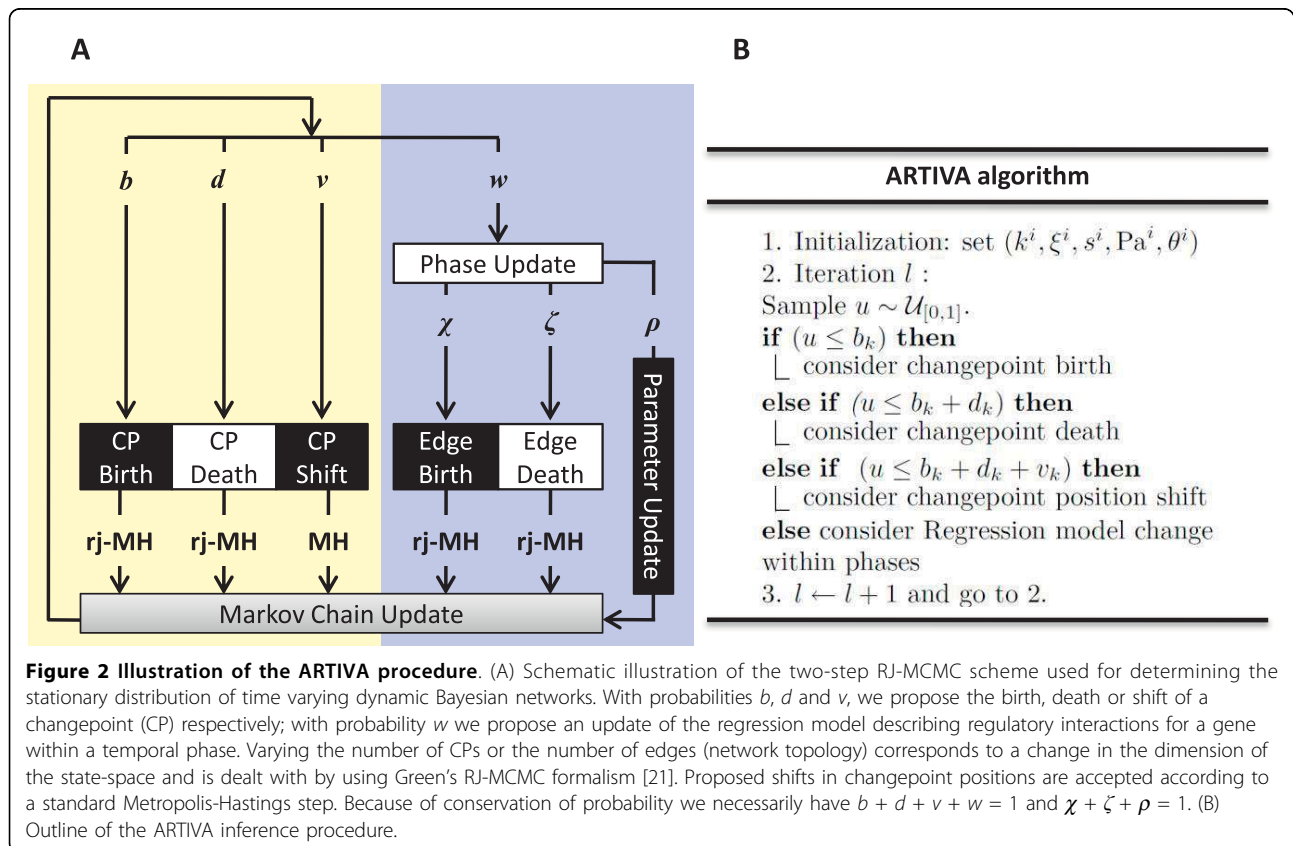 A
B
b
d
v
w
Phase Update
χ
ζ
ρ
Parameter Update
CP Birth
CP Death
CP Shift
Edge Birth
Edge Death
rj-MH
rj-MH
MH
rj-MH
rj-MH
Markov Chain Update
ARTIVA algorithm
1. Initialization: set (k^i, ξ^i, s^i, Pa^i, θ^i)
2. Iteration l :
Sample u ∼ 𝒰_[0,1].
if (u ≤ b_k) then
consider changepoint birth
else if (u ≤ b_k + d_k) then
consider changepoint death
else if (u ≤ b_k + d_k + v_k) then
consider changepoint position shift
else consider Regression model change
within phases
3. l ← l + 1 and go to 2.
Figure 2 Illustration of the ARTIVA procedure. (A) Schematic illustration of the two-step RJ-MCMC scheme used for determining the
stationary distribution of time varying dynamic Bayesian networks. With probabilities b, d and v, we propose the birth, death or shift of a
changepoint (CP) respectively; with probability w we propose an update of the regression model describing regulatory interactions for a gene
within a temporal phase. Varying the number of CPs or the number of edges (network topology) corresponds to a change in the dimension of
the state-space and is dealt with by using Green's RJ-MCMC formalism [21]. Proposed shifts in changepoint positions are accepted according to
a standard Metropolis-Hastings step. Because of conservation of probability we necessarily have b + d + v + w = 1 and χ + ζ + ρ = 1. (B)
Outline of the ARTIVA inference procedure.